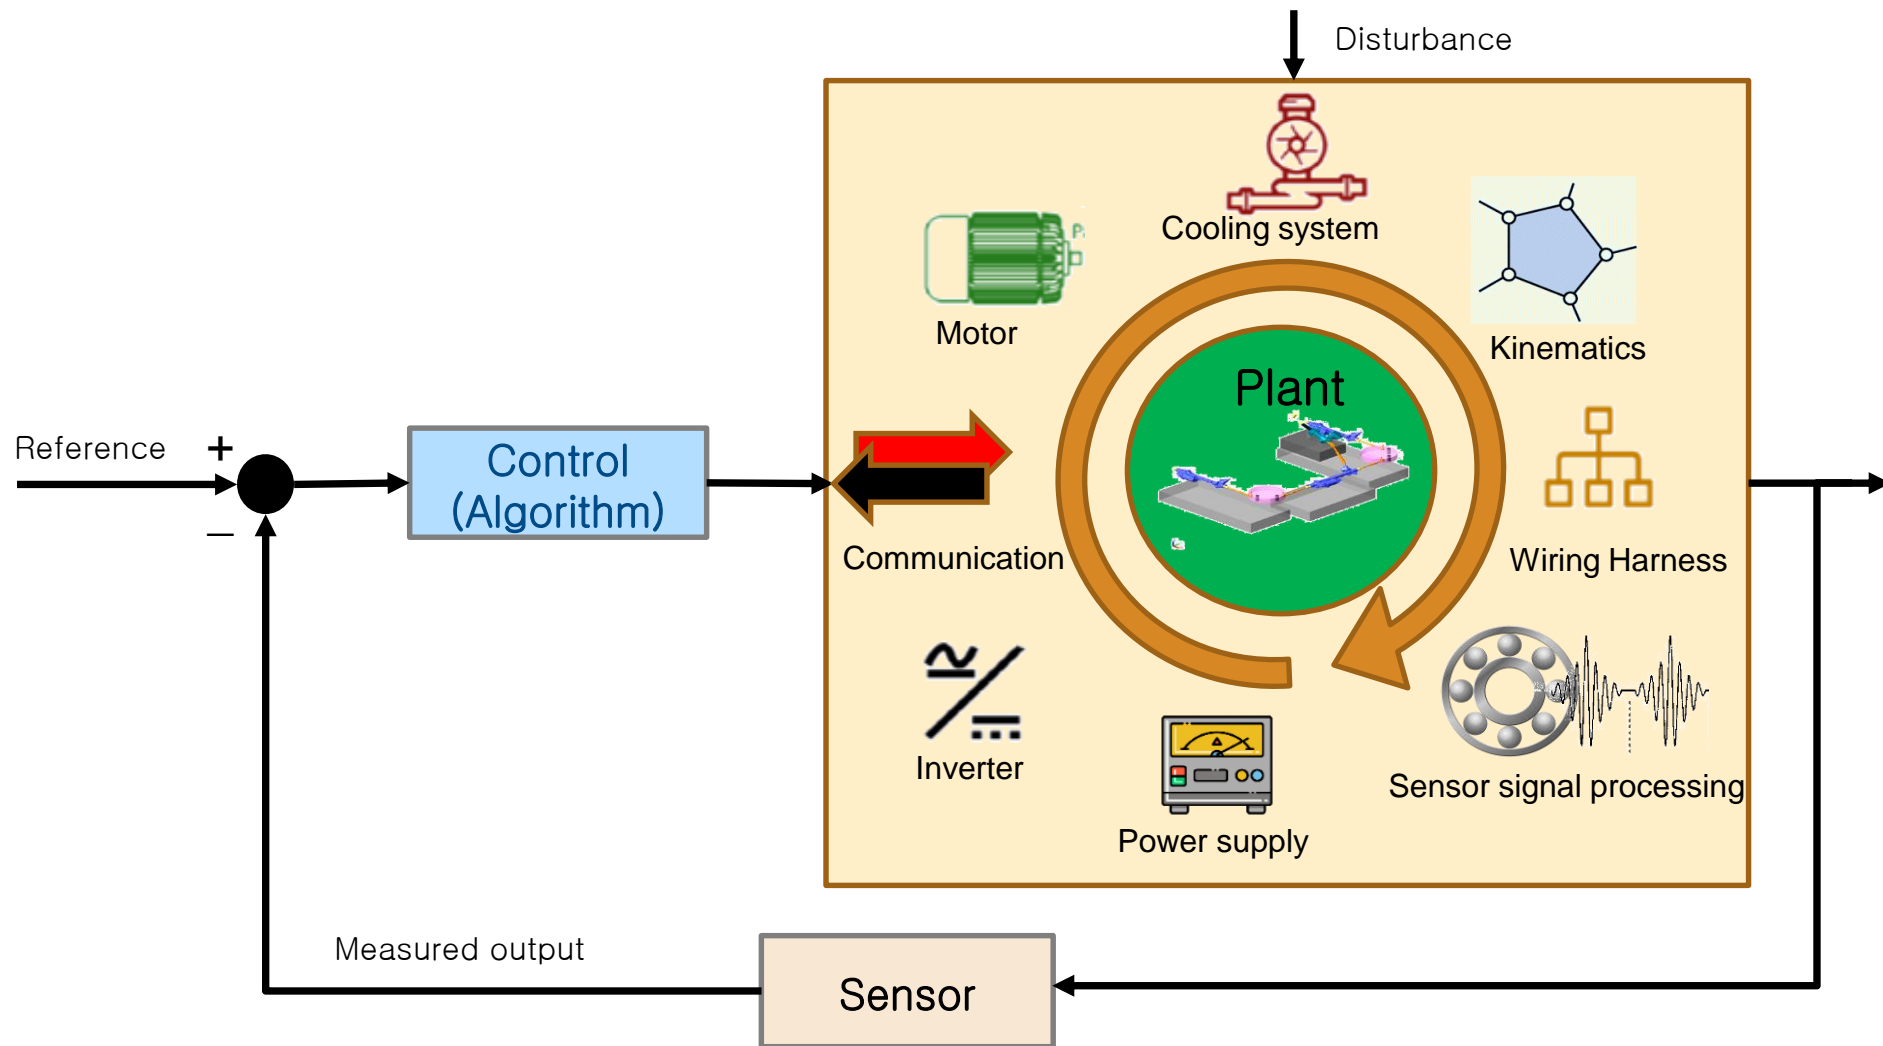 Disturbance
Cooling system
Motor
Kinematics
Plant
Reference
+
Control
(Algorithm)
−
Communication
Wiring Harness
Inverter
Sensor signal processing
Power supply
Measured output
Sensor